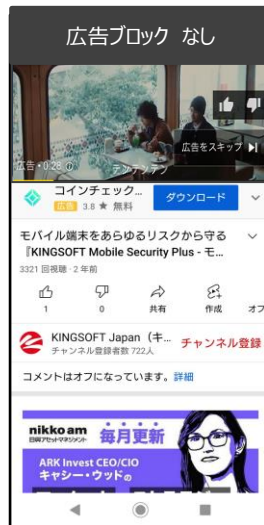 広告ブロック なし
広告・0:28
広告をスキップ
テンテンテン
コインチェック...
広告 3.8 ★ 無料
ダウンロード
モバイル端末をあらゆるリスクから守る
『KINGSOFT Mobile Security Plus - モ...
3321 回視聴・2 年前
1
0
共有
作成
オフ
KINGSOFT Japan（キ...
チャンネル登録
チャンネル登録者数 722人
コメントはオフになっています。詳細
nikko am
日興アセットマネジメント
毎月更新
ARK Invest CEO/CIO
キャシー・ウッドの